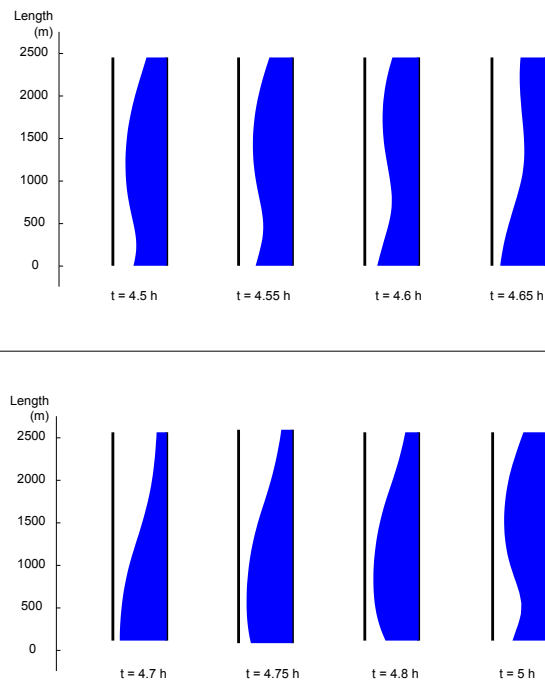 Length
(m)
2500
2000
1500
1000
500
0
t = 4.5 h
t = 4.55 h
t = 4.6 h
t = 4.65 h
Length
(m)
2500
2000
1500
1000
500
0
t = 4.7 h
t = 4.75 h
t = 4.8 h
t = 5 h